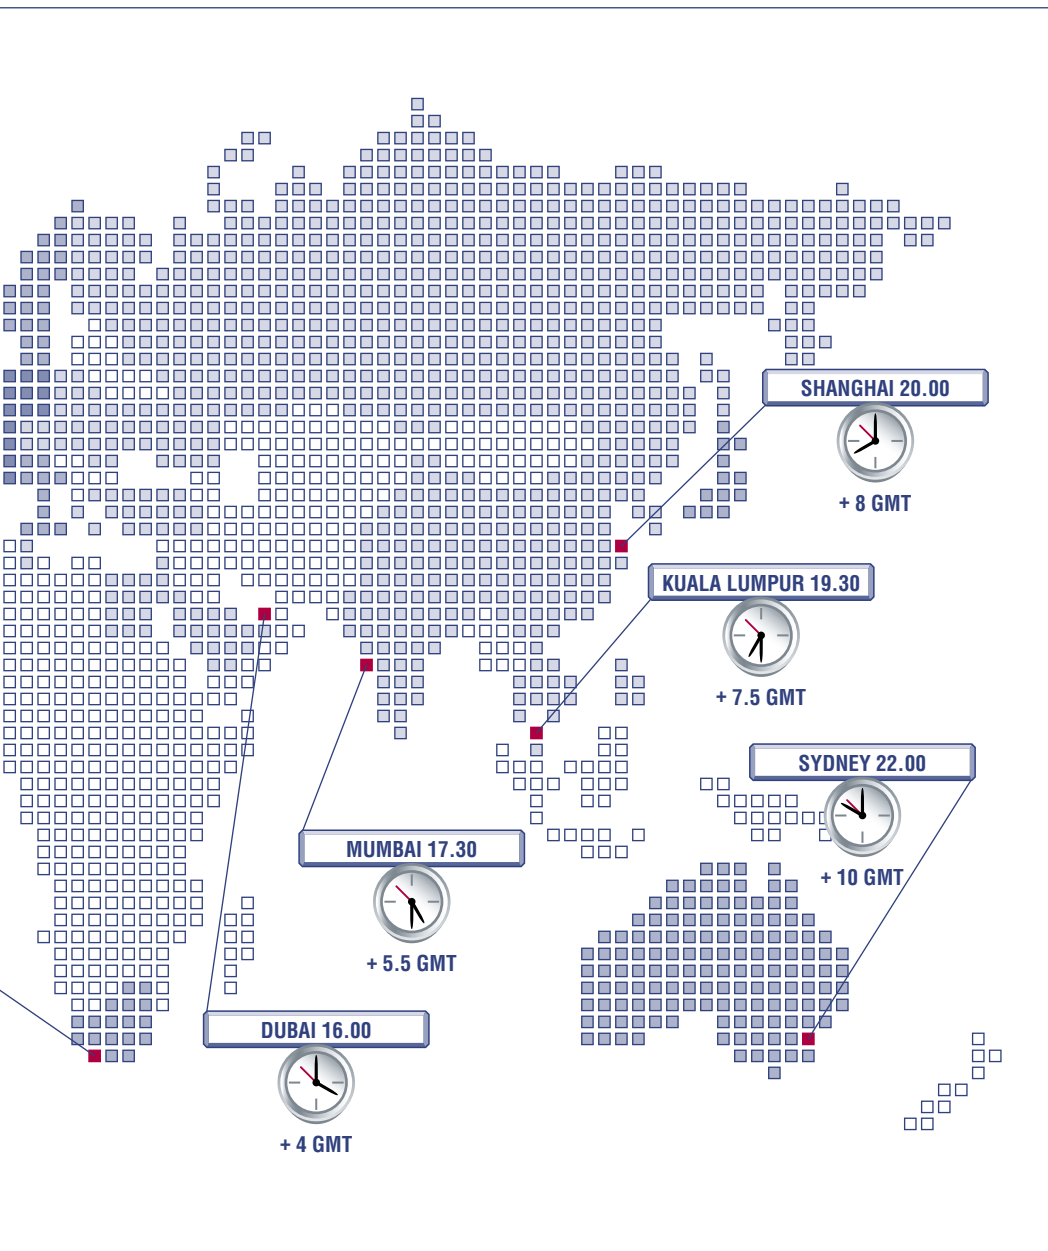 SHANGHAI 20.00
+ 8 GMT
KUALA LUMPUR 19.30
+ 7.5 GMT
SYDNEY 22.00
+ 10 GMT
MUMBAI 17.30
+ 5.5 GMT
DUBAI 16.00
+ 4 GMT